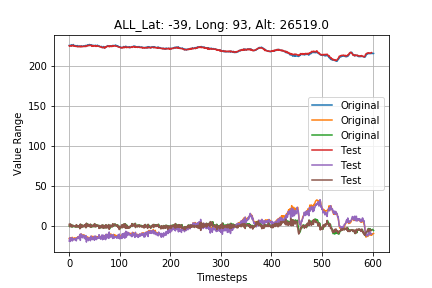 ALL_Lat: -39, Long: 93, Alt: 26519.0
Value Range
200
150
100
50
0
Original
Original
Original
Test
Test
Test
0
100
200
300
400
500
600
Timesteps